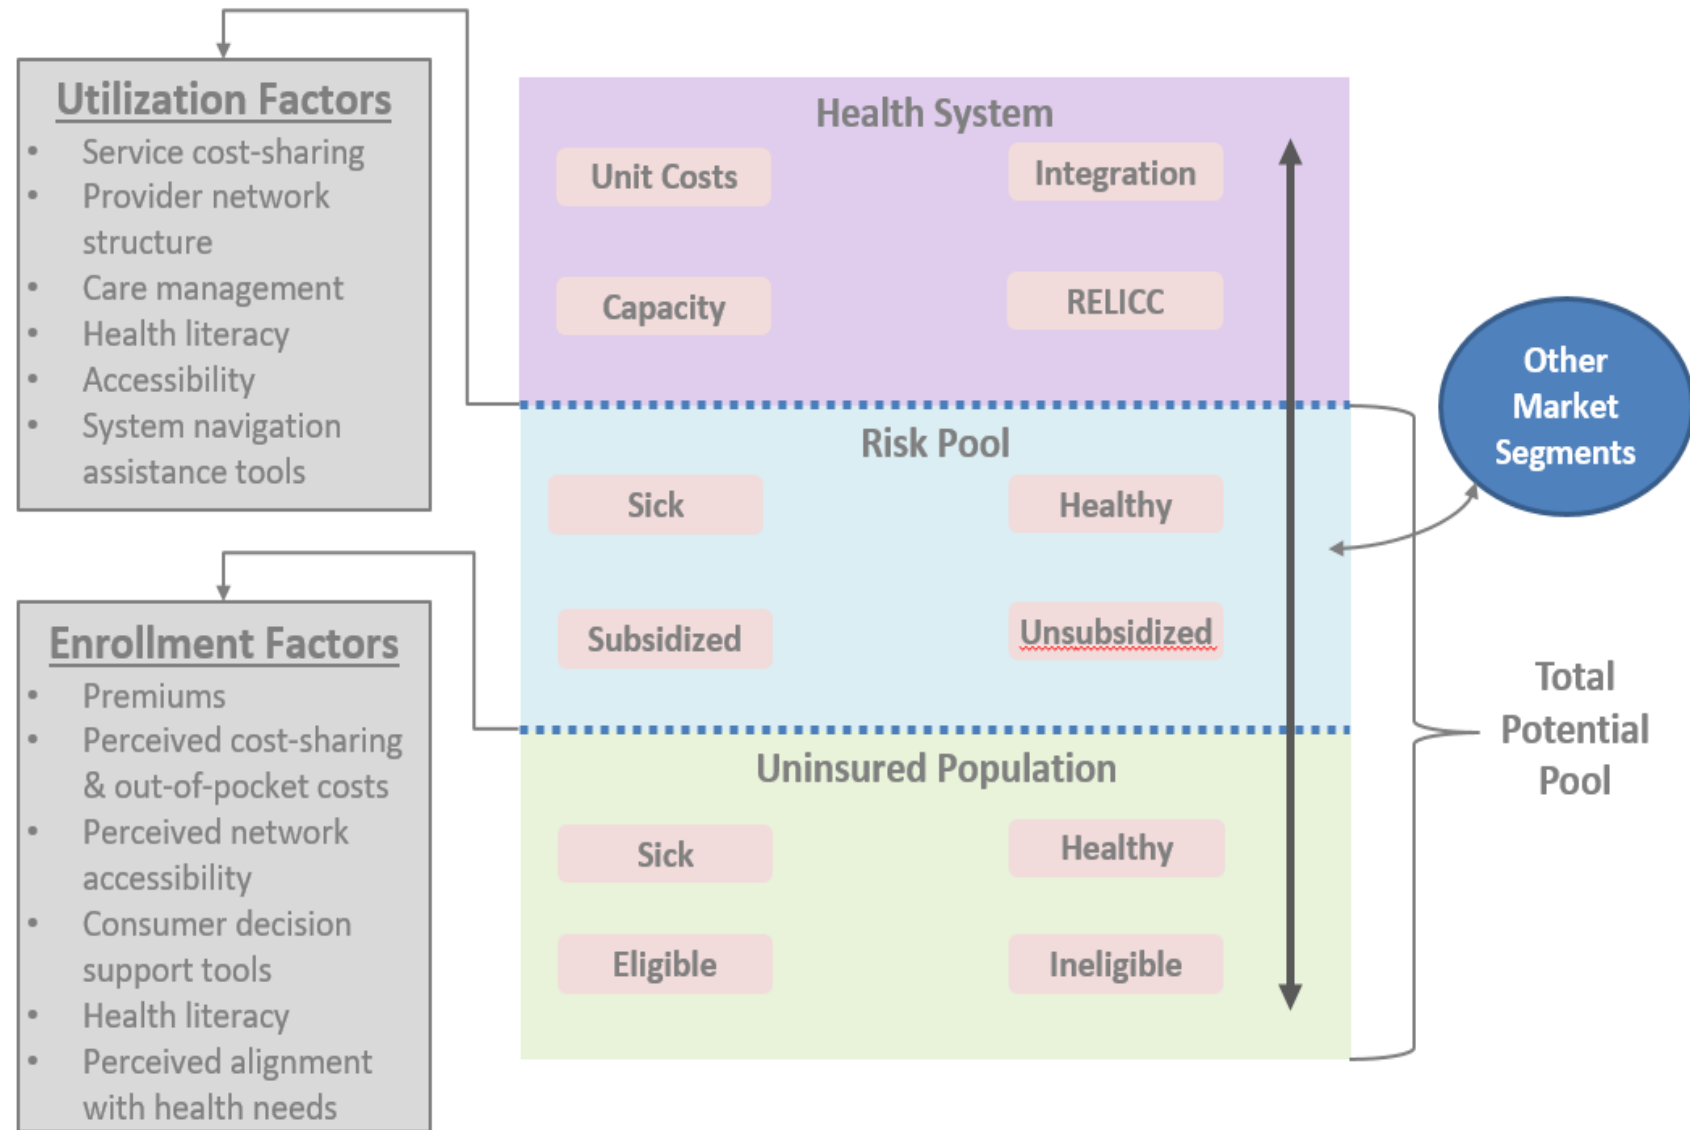 Utilization Factors
• Service cost-sharing
• Provider network
structure
• Care management
• Health literacy
• Accessibility
• System navigation
assistance tools
Enrollment Factors
• Premiums
• Perceived cost-sharing
& out-of-pocket costs
• Perceived network
accessibility
• Consumer decision
support tools
• Health literacy
• Perceived alignment
with health needs
Health System
Unit Costs
Integration
Capacity
RELICC
Risk Pool
Sick
Healthy
Subsidized
Unsubsidized
Uninsured Population
Sick
Healthy
Eligible
Ineligible
Other
Market
Segments
Total
Potential
Pool